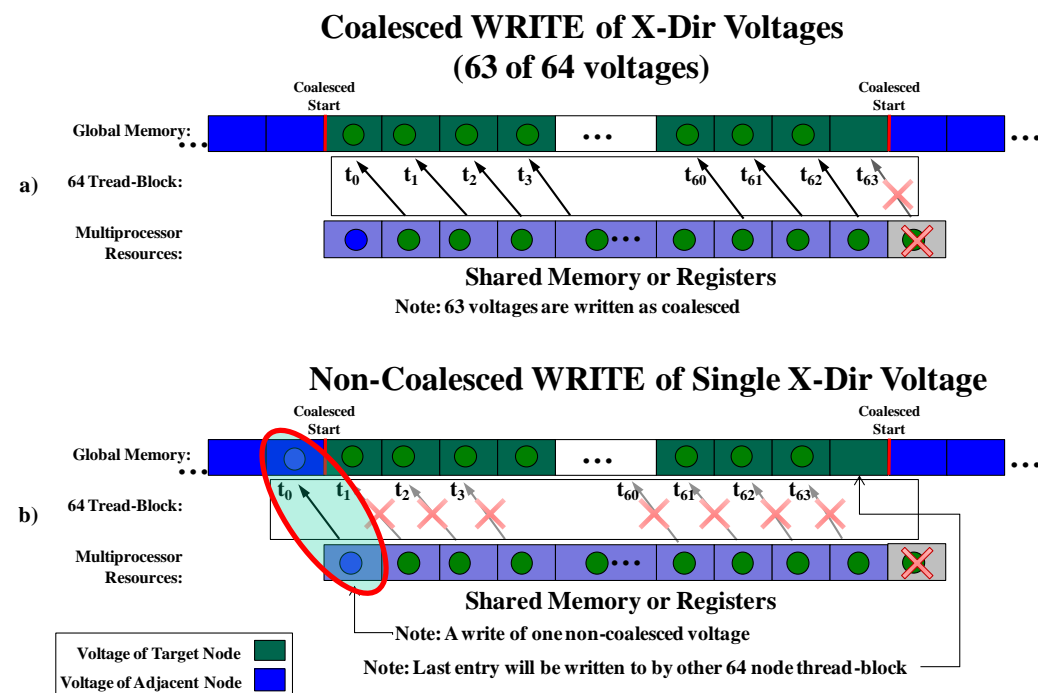 Coalesced WRITE of X-Dir Voltages
(63 of 64 voltages)
Coalesced
Start
Coalesced
Start
Global Memory:
...
...
...
a)
64 Tread-Block:
t0 t1 t2 t3 t60 t61 t62 t63
Multiprocessor
Resources:
...
Shared Memory or Registers
Note: 63 voltages are written as coalesced
Non-Coalesced WRITE of Single X-Dir Voltage
Coalesced
Start
Coalesced
Start
Global Memory:
...
...
...
b)
64 Tread-Block:
t0 t1 t2 t3 t60 t61 t62 t63
Multiprocessor
Resources:
...
Shared Memory or Registers
Note: A write of one non-coalesced voltage
Note: Last entry will be written to by other 64 node thread-block
Voltage of Target Node
Voltage of Adjacent Node